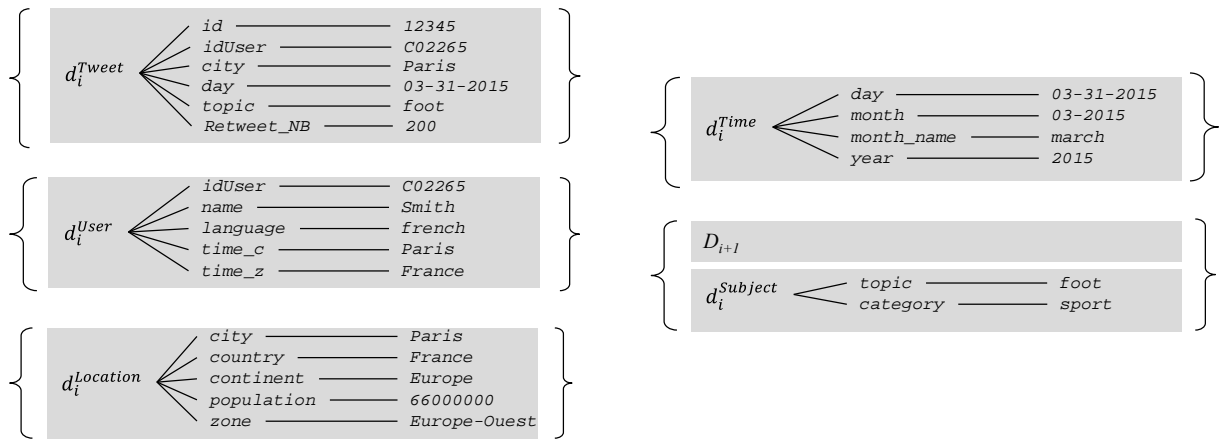 d_i^Tweet
id 12345
idUser C02265
city Paris
day 03-31-2015
topic foot
Retweet_NB 200
d_i^User
idUser C02265
name Smith
language french
time_c Paris
time_z France
d_i^Location
city Paris
country France
continent Europe
population 66000000
zone Europe-Ouest
d_i^Time
day 03-31-2015
month 03-2015
month_name march
year 2015
D_{i+1}
d_i^Subject
topic foot
category sport